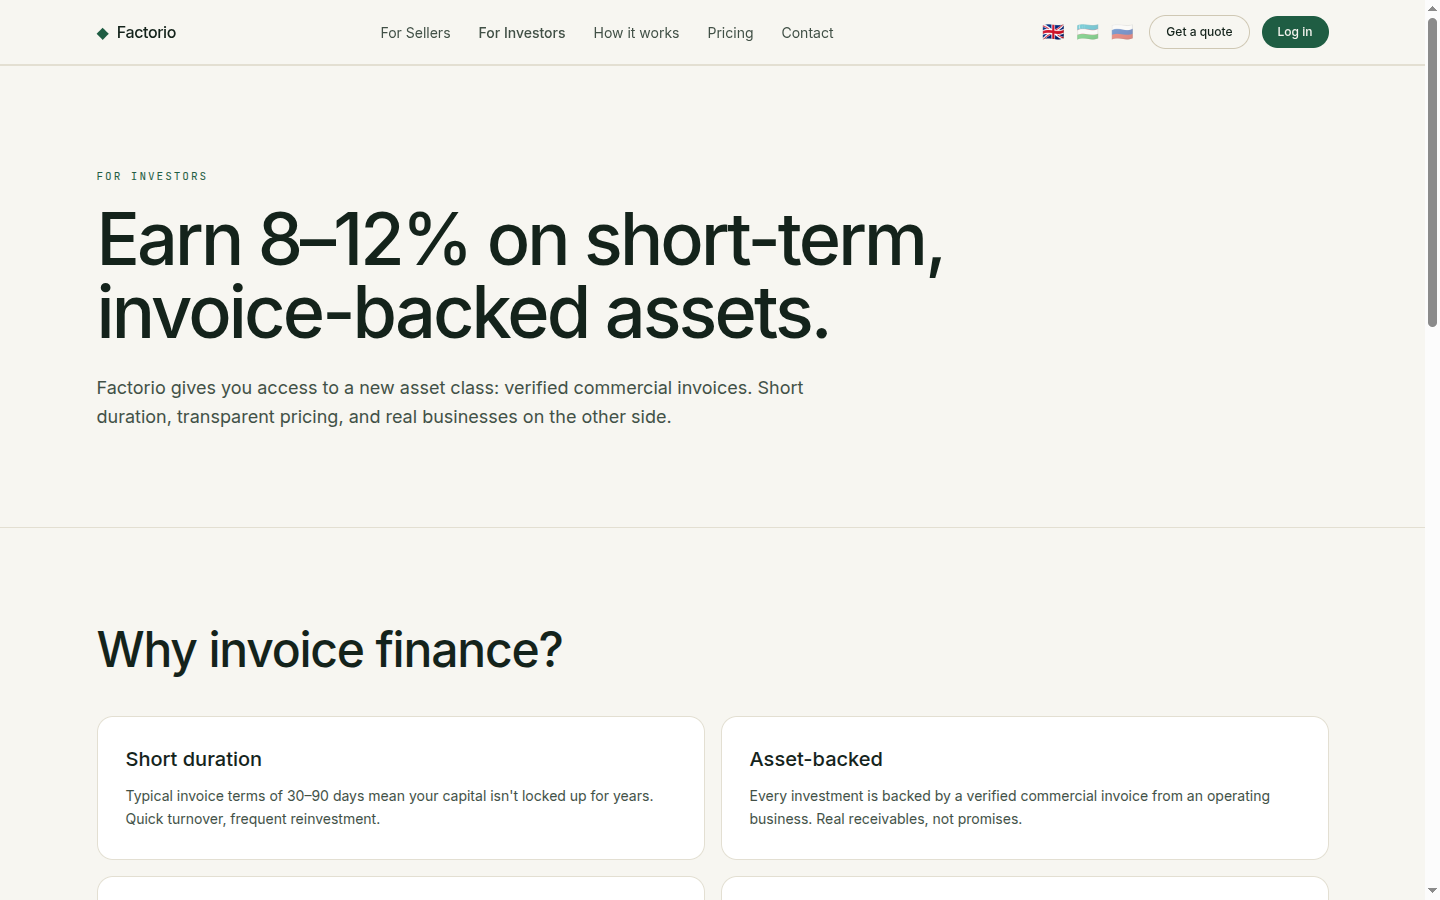 Factorio
For Sellers
For Investors
How it works
Pricing
Contact
Get a quote
Log in
FOR INVESTORS
Earn 8–12% on short-term,
invoice-backed assets.
Factorio gives you access to a new asset class: verified commercial invoices. Short
duration, transparent pricing, and real businesses on the other side.
Why invoice finance?
Short duration
Typical invoice terms of 30–90 days mean your capital isn't locked up for years.
Quick turnover, frequent reinvestment.
Asset-backed
Every investment is backed by a verified commercial invoice from an operating
business. Real receivables, not promises.